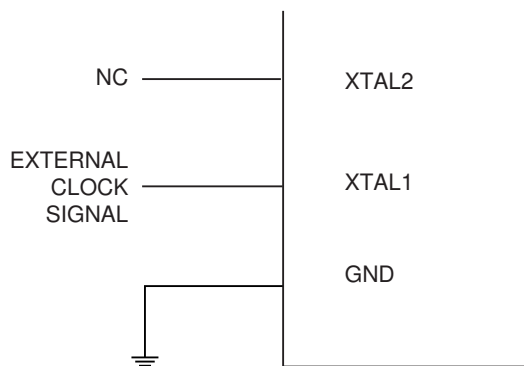 NC
XTAL2
EXTERNAL
CLOCK
SIGNAL
XTAL1
GND